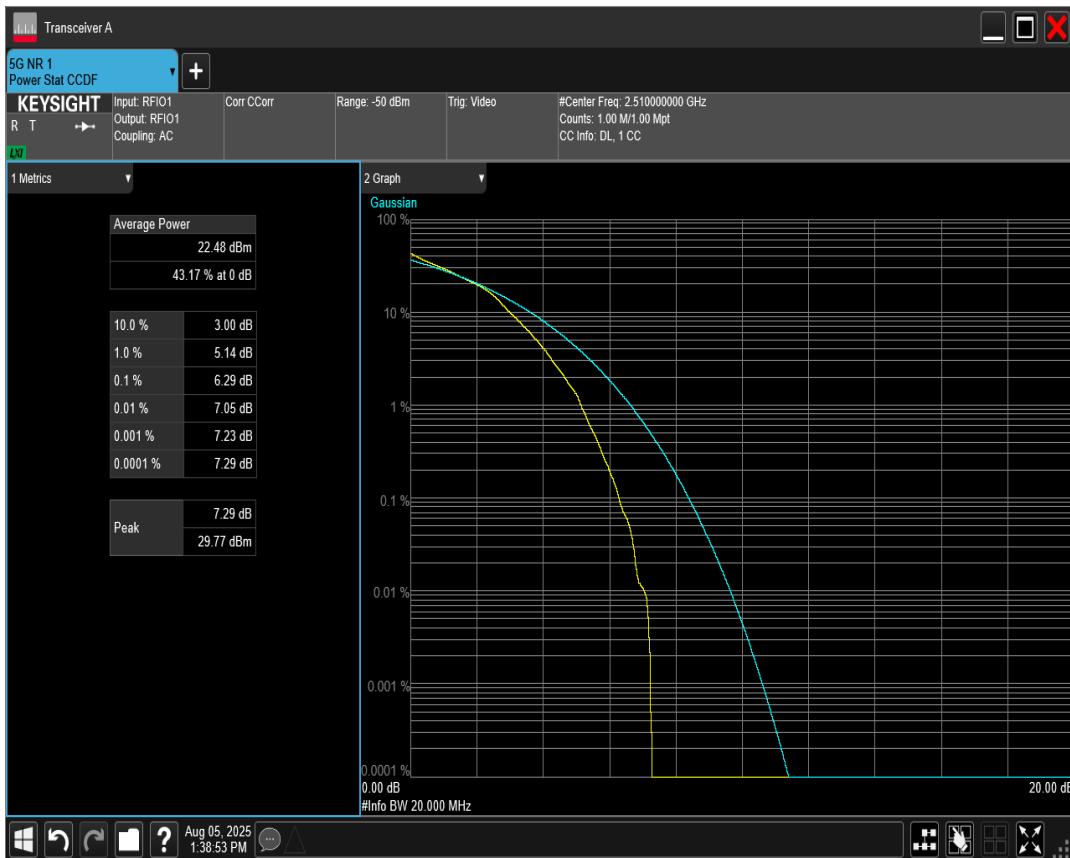 Transceiver A
5G NR 1
Power Stat CCDF
+
KEYSIGHT
R T
LXI
Input: RFIO1
Output: RFIO1
Coupling: AC
Corr CCorr
Range: -50 dBm
Trig: Video
#Center Freq: 2.510000000 GHz
Counts: 1.00 M/1.00 Mpt
CC Info: DL, 1 CC
1 Metrics
Average Power
22.48 dBm
43.17 % at 0 dB
10.0 % 3.00 dB
1.0 % 5.14 dB
0.1 % 6.29 dB
0.01 % 7.05 dB
0.001 % 7.23 dB
0.0001 % 7.29 dB
Peak
7.29 dB
29.77 dBm
2 Graph
Gaussian
100 %
10 %
1 %
0.1 %
0.01 %
0.001 %
0.0001 %
0.00 dB
20.00 dB
#Info BW 20.000 MHz
?
Aug 05, 2025
1:38:53 PM